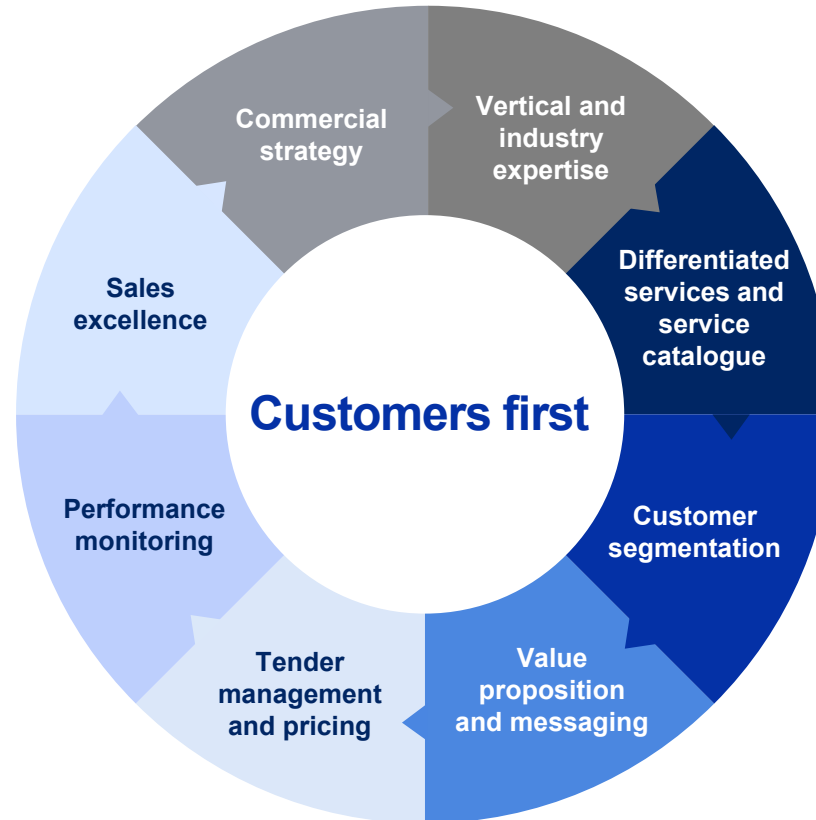 Commercial
strategy
Vertical and
industry
expertise
Differentiated
services and
service
catalogue
Customer
segmentation
Value
proposition
and messaging
Tender
management
and pricing
Performance
monitoring
Sales
excellence
Customers first